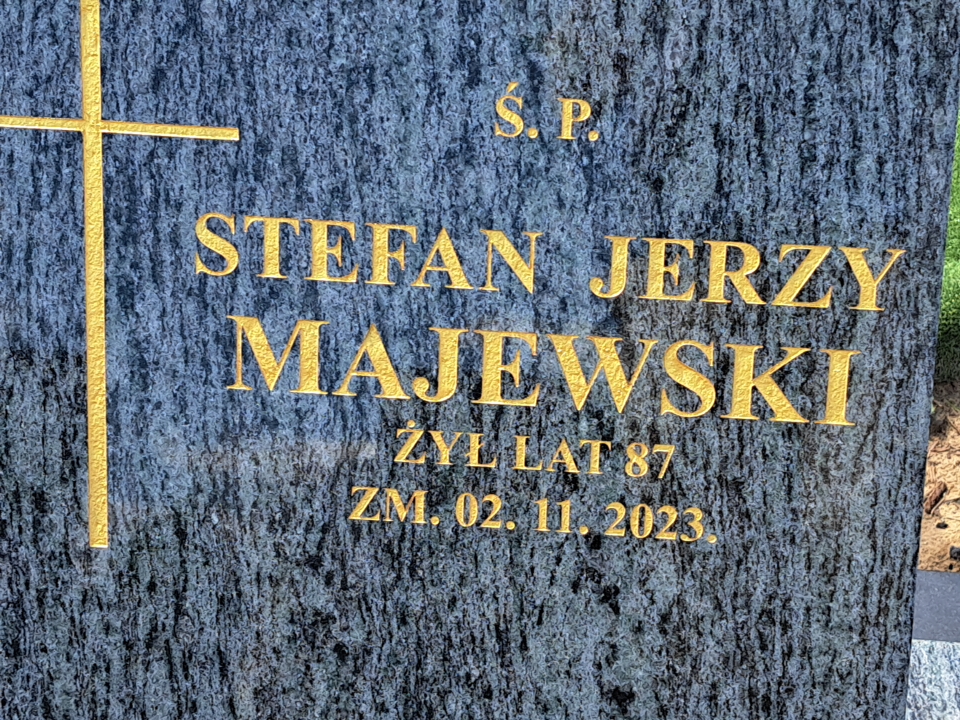 Ś. P.
STEFAN JERZY
MAJEWSKI
ŻYŁ LAT 87
ZM. 02. 11. 2023.